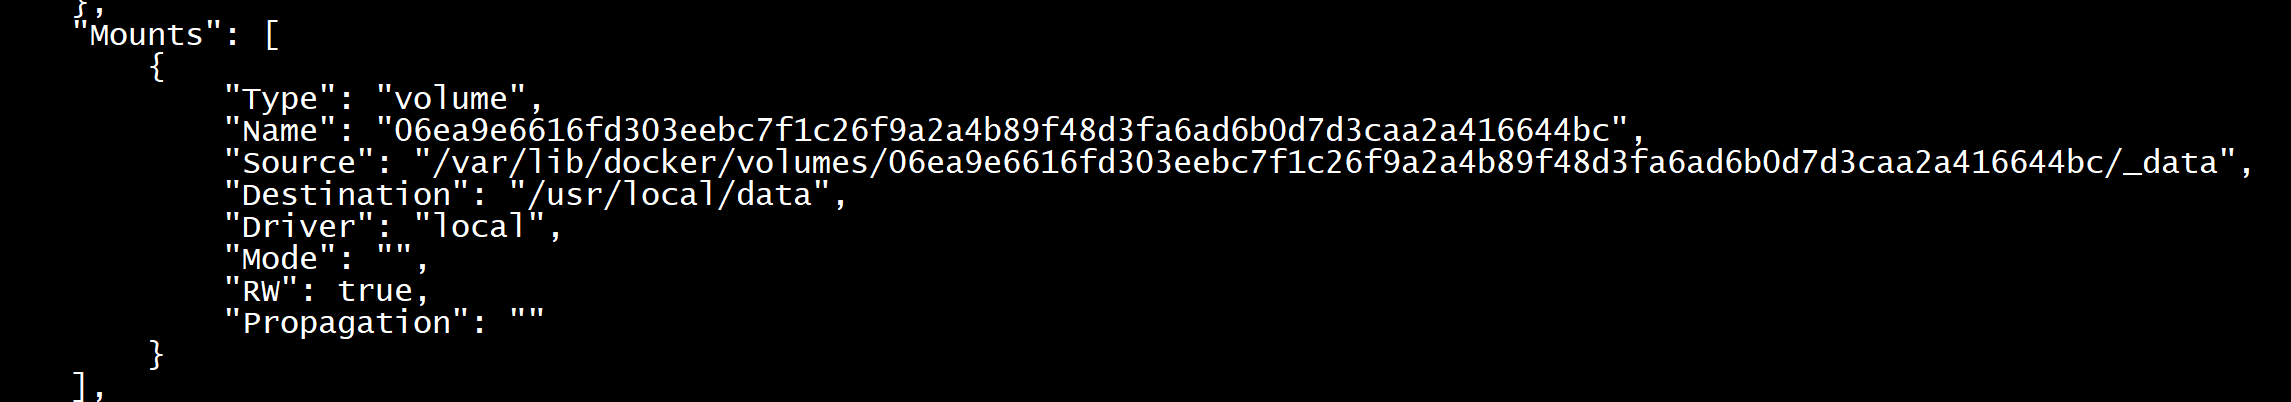 },
"Mounts": [
{
"Type": "volume",
"Name": "06ea9e6616fd303eebc7f1c26f9a2a4b89f48d3fa6ad6b0d7d3caa2a416644bc",
"Source": "/var/lib/docker/volumes/06ea9e6616fd303eebc7f1c26f9a2a4b89f48d3fa6ad6b0d7d3caa2a416644bc/_data",
"Destination": "/usr/local/data",
"Driver": "local",
"Mode": "",
"RW": true,
"Propagation": ""
}
],